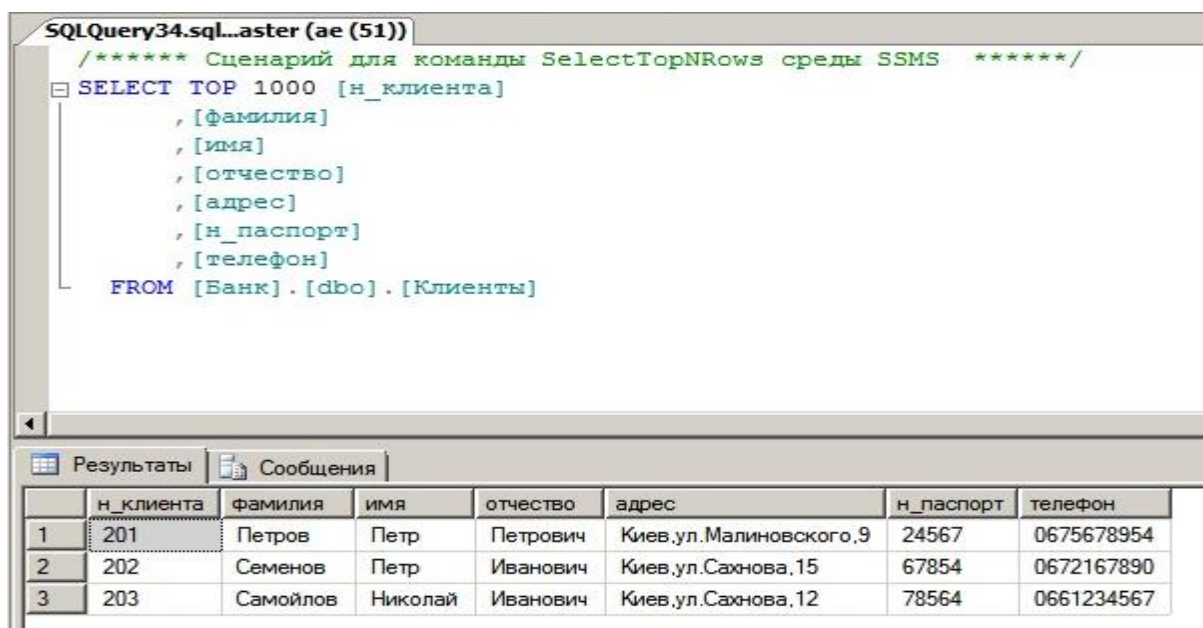 SQLQuery34.sql...aster (ae (51))
/****** Сценарий для команды SelectTopNRows среды SSMS ******/
SELECT TOP 1000 [н_клиента]
,[фамилия]
,[имя]
,[отчество]
,[адрес]
,[н_паспорт]
,[телефон]
FROM [Банк].[dbo].[Клиенты]
Результаты Сообщения
н_клиента фамилия имя отчество адрес н_паспорт телефон
1 201 Петров Петр Петрович Киев,ул.Малиновского,9 24567 0675678954
2 202 Семенов Петр Иванович Киев,ул.Сахнова,15 67854 0672167890
3 203 Самойлов Николай Иванович Киев,ул.Сахнова,12 78564 0661234567